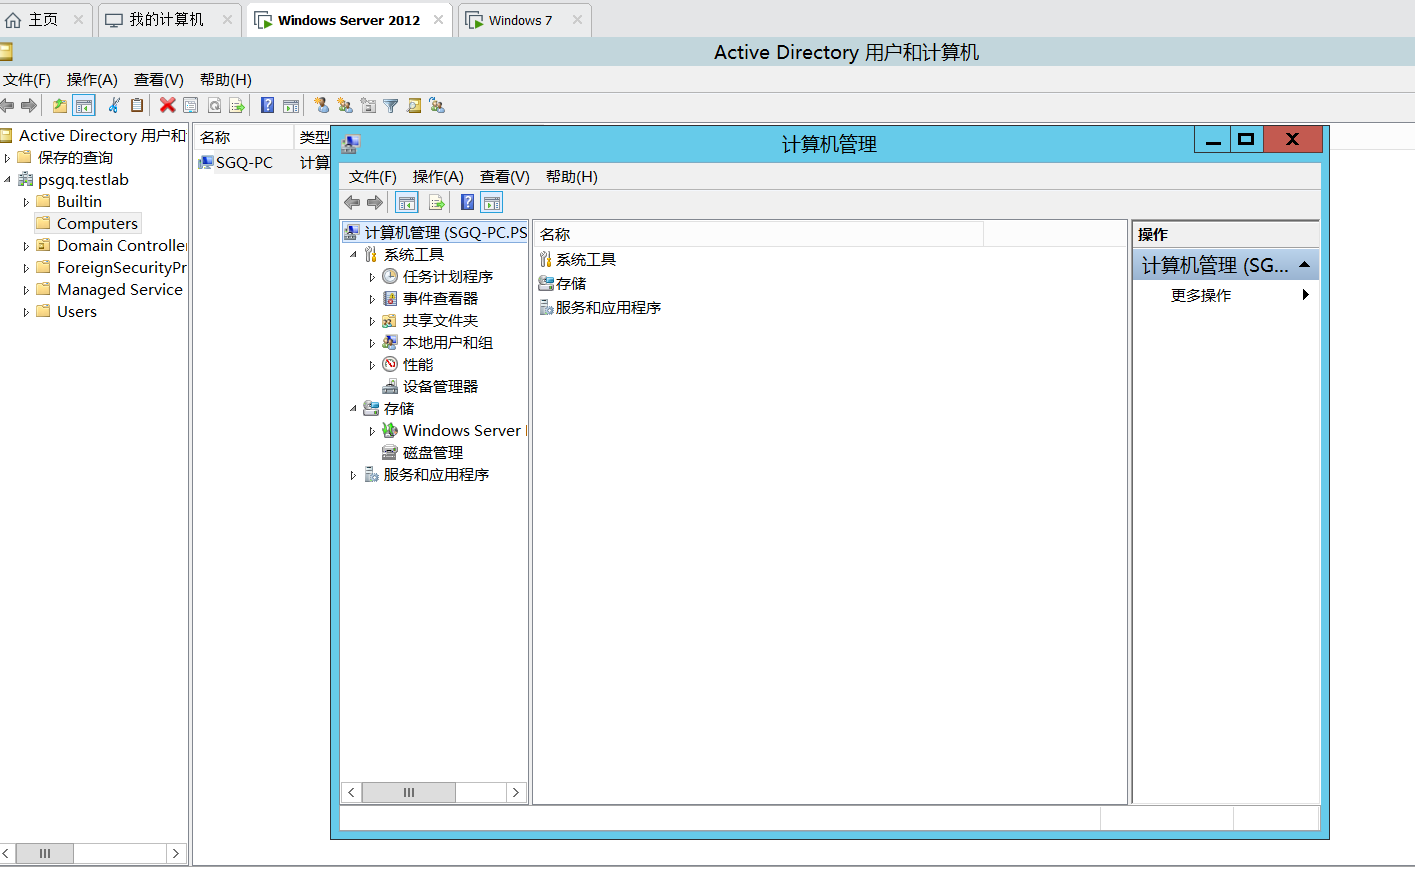 主页
我的计算机
Windows Server 2012
Windows 7
Active Directory 用户和计算机
文件(F) 操作(A) 查看(V) 帮助(H)
Active Directory 用户和
保存的查询
psgq.testlab
Builtin
Computers
Domain Controller
ForeignSecurityPr
Managed Service
Users
名称 类型
SGQ-PC 计算
计算机管理
文件(F) 操作(A) 查看(V) 帮助(H)
计算机管理 (SGQ-PC.PS
系统工具
任务计划程序
事件查看器
共享文件夹
本地用户和组
性能
设备管理器
存储
Windows Server
磁盘管理
服务和应用程序
名称
系统工具
存储
服务和应用程序
操作
计算机管理 (SG...
更多操作